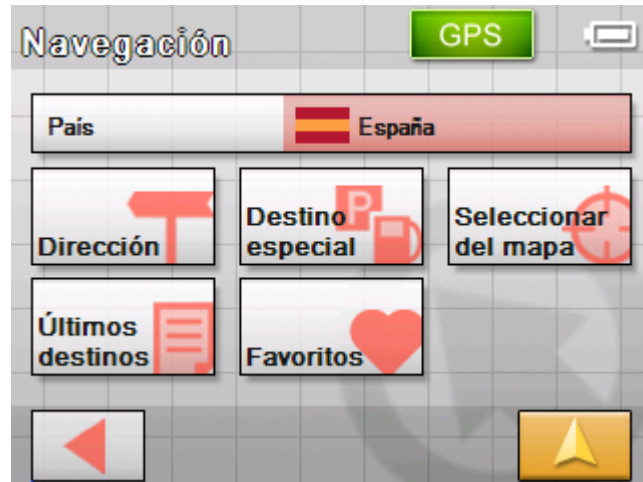 Navegación
GPS
País
España
Dirección
P
Destino
especial
Seleccionar
del mapa
Últimos
destinos
Favoritos